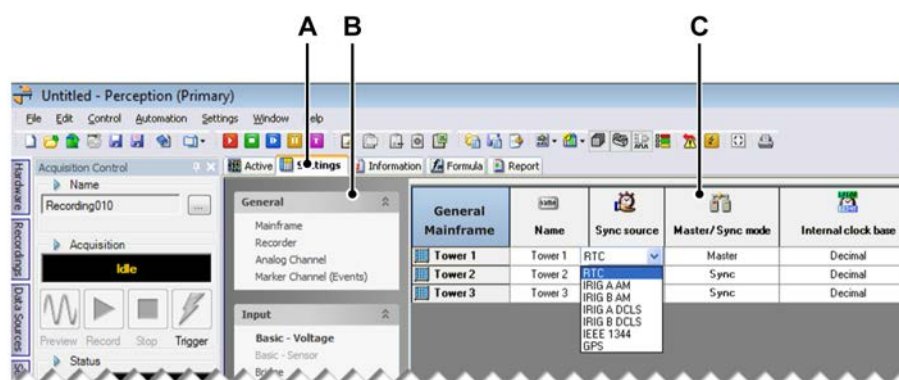 A B C
Untitled - Perception (Primary)
File Edit Control Automation Settings Window
Active Information Formula Report
Hardware
Recordings
Data Sources
Acquisition Control
Name
Recording010
...
Acquisition
Idle
Preview Record Stop Trigger
Status
General
Mainframe
Recorder
Analog Channel
Marker Channel (Events)
Input
Basic - Voltage
Basic - Sensor
Bridge
General Mainframe Name Sync source Master/Sync mode Internal clock base
Tower 1 Tower 1 RTC Master Decimal
Tower 2 Tower 2 Sync Decimal
Tower 3 Tower 3 Sync Decimal
RTC
IRIG A AM
IRIG B AM
IRIG A DCLS
IRIG B DCLS
IEEE 1344
GPS